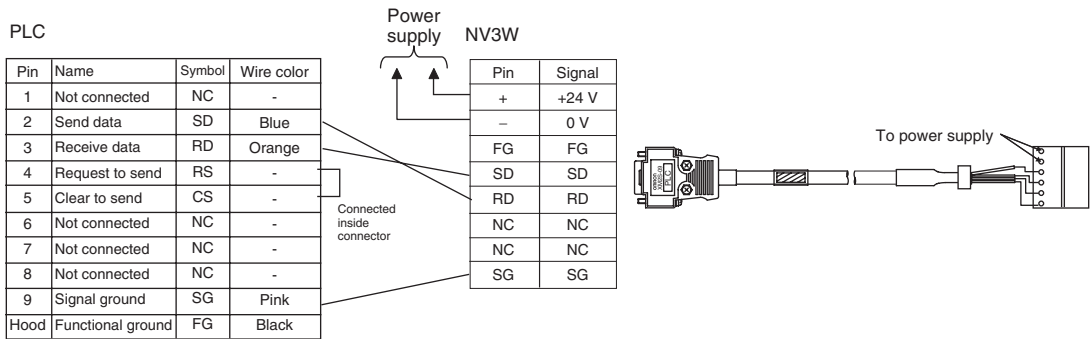 PLC
Power
supply
NV3W
Pin Name Symbol Wire color
1 Not connected NC -
2 Send data SD Blue
3 Receive data RD Orange
4 Request to send RS -
5 Clear to send CS -
6 Not connected NC -
7 Not connected NC -
8 Not connected NC -
9 Signal ground SG Pink
Hood Functional ground FG Black
Connected
inside
connector
Pin Signal
+ +24 V
− 0 V
FG FG
SD SD
RD RD
NC NC
NC NC
SG SG
To power supply
omron
PLC